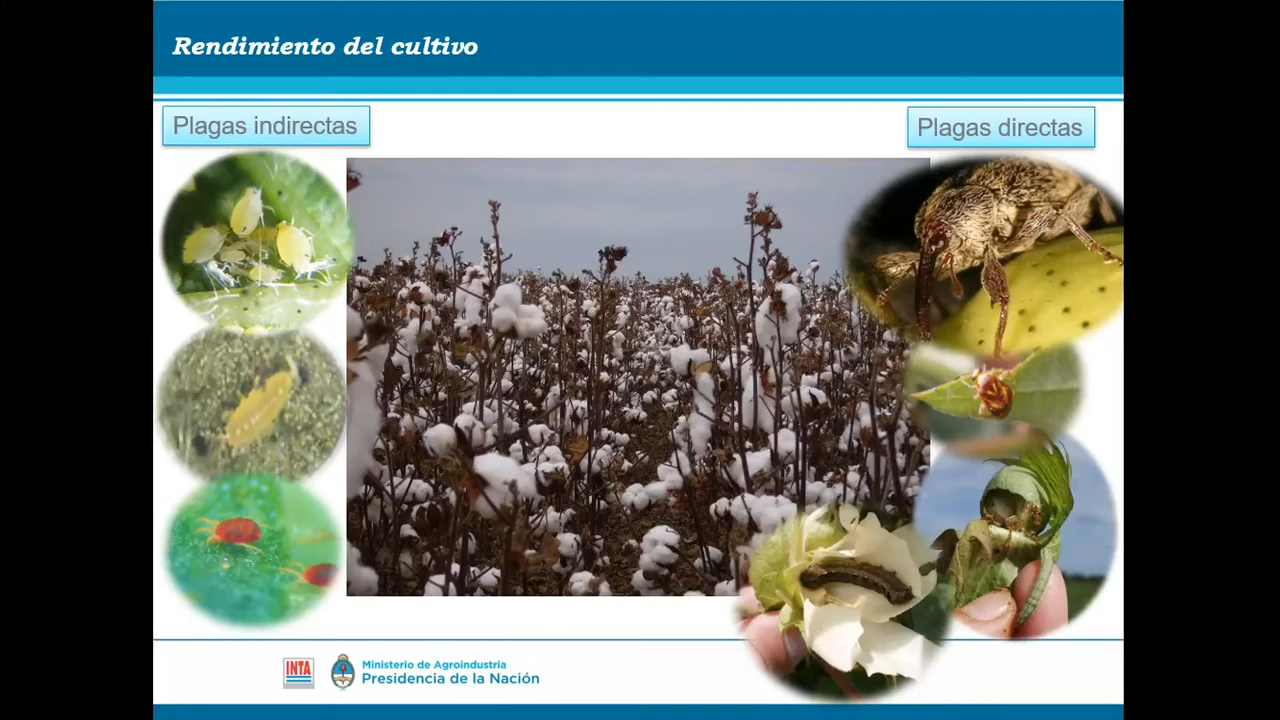 Rendimiento del cultivo
Plagas indirectas
Plagas directas
INTA
Ministerio de Agroindustria
Presidencia de la Nación